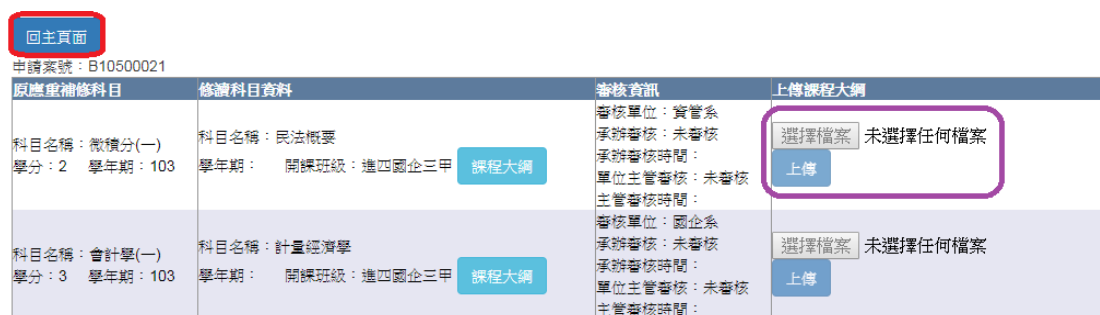 回主頁面
申請案號：B10500021
原應重補修科目 修讀科目資料 審核資訊 上傳課程大綱
科目名稱：微積分(一)
學分：2 學年期：103
科目名稱：民法概要
學年期： 開課班級：進四國企三甲 課程大綱
審核單位：資管系
承辦審核：未審核
承辦審核時間：
單位主管審核：未審核
主管審核時間：
選擇檔案 未選擇任何檔案
上傳
科目名稱：會計學(一)
學分：3 學年期：103
科目名稱：計量經濟學
學年期： 開課班級：進四國企三甲 課程大綱
審核單位：國企系
承辦審核：未審核
承辦審核時間：
單位主管審核：未審核
主管審核時間：
選擇檔案 未選擇任何檔案
上傳